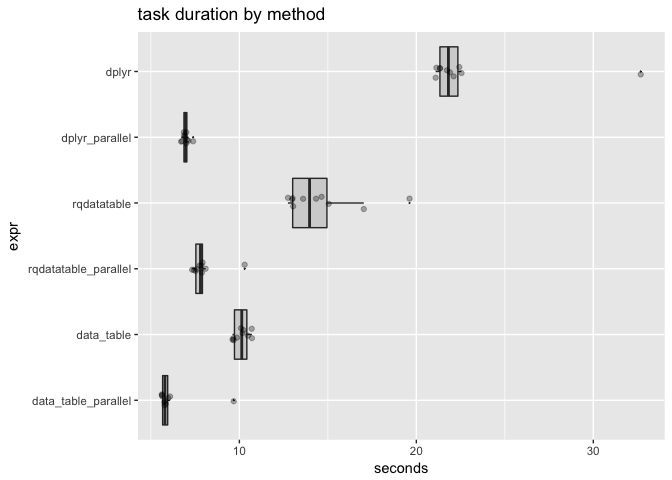 task duration by method
expr
dplyr
dplyr_parallel
rqdatatable
rqdatatable_parallel
data_table
data_table_parallel
10
20
30
seconds